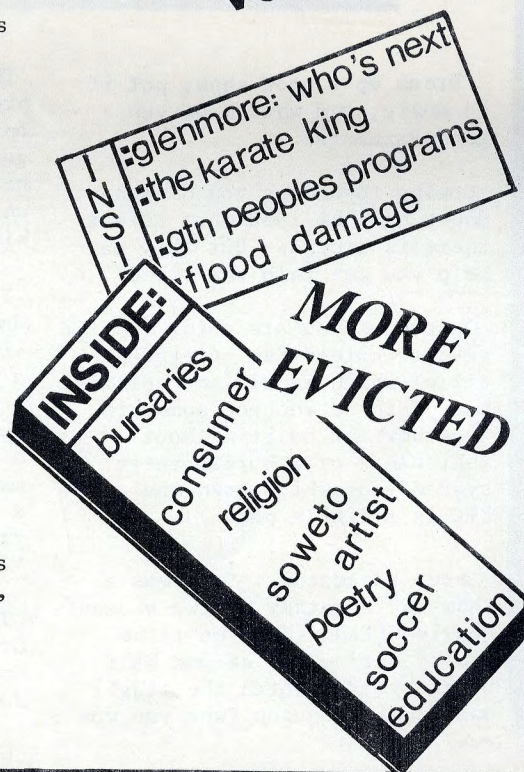 s
INSI
:glenmore: who's next
:the karate king
:gtn peoples programs
:flood damage
MORE
EVICTED
INSIDE:
bursaries
consumer
religion
soweto
artist
poetry
soccer
education
s
,